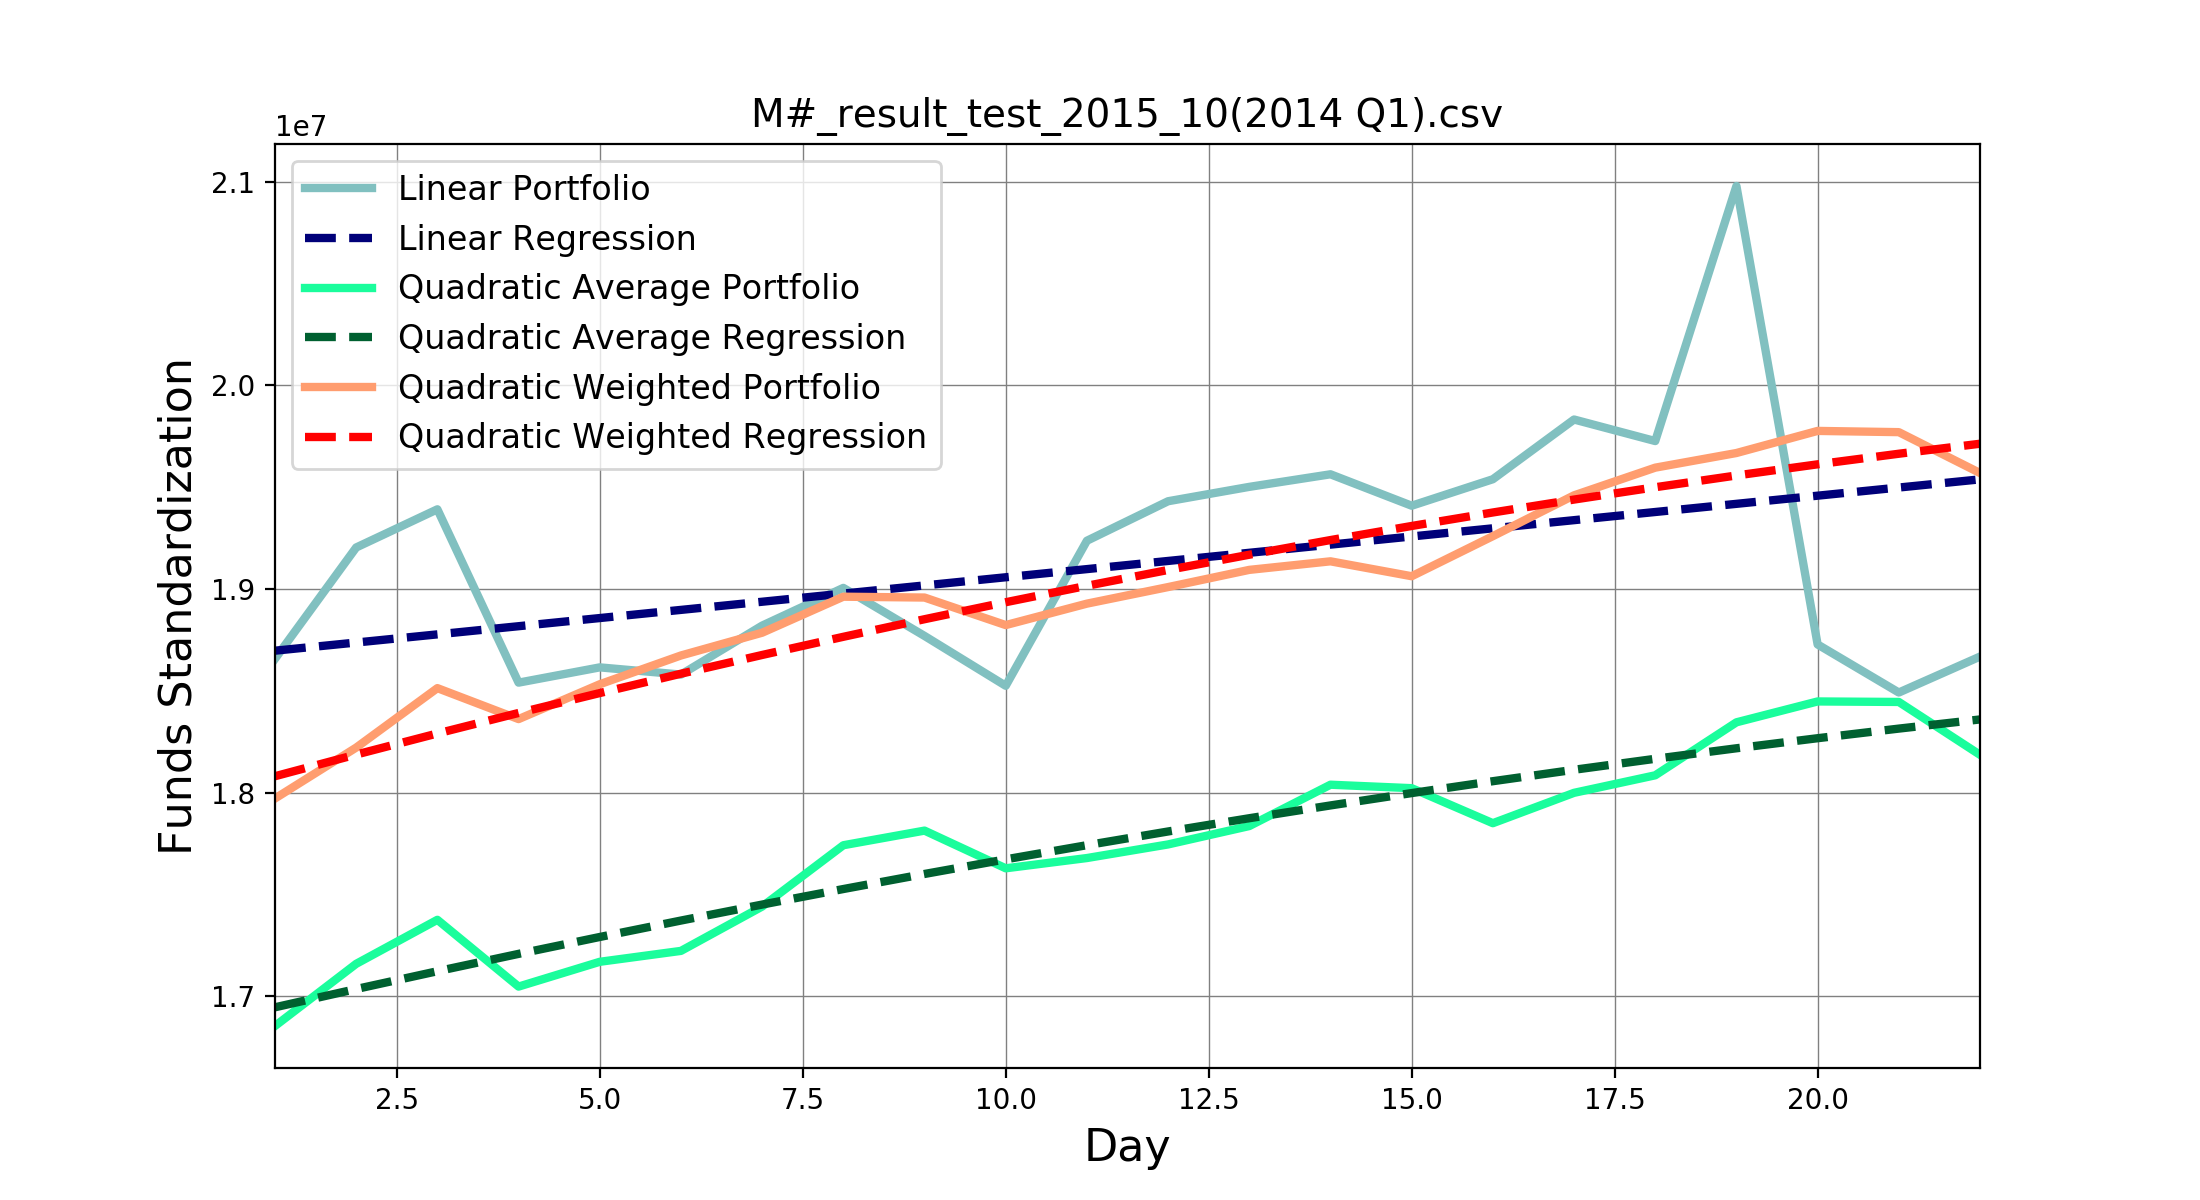 M#_result_test_2015_10(2014 Q1).csv
1e7
2.1
2.0
1.9
1.8
1.7
Funds Standardization
Linear Portfolio
Linear Regression
Quadratic Average Portfolio
Quadratic Average Regression
Quadratic Weighted Portfolio
Quadratic Weighted Regression
2.5 5.0 7.5 10.0 12.5 15.0 17.5 20.0
Day